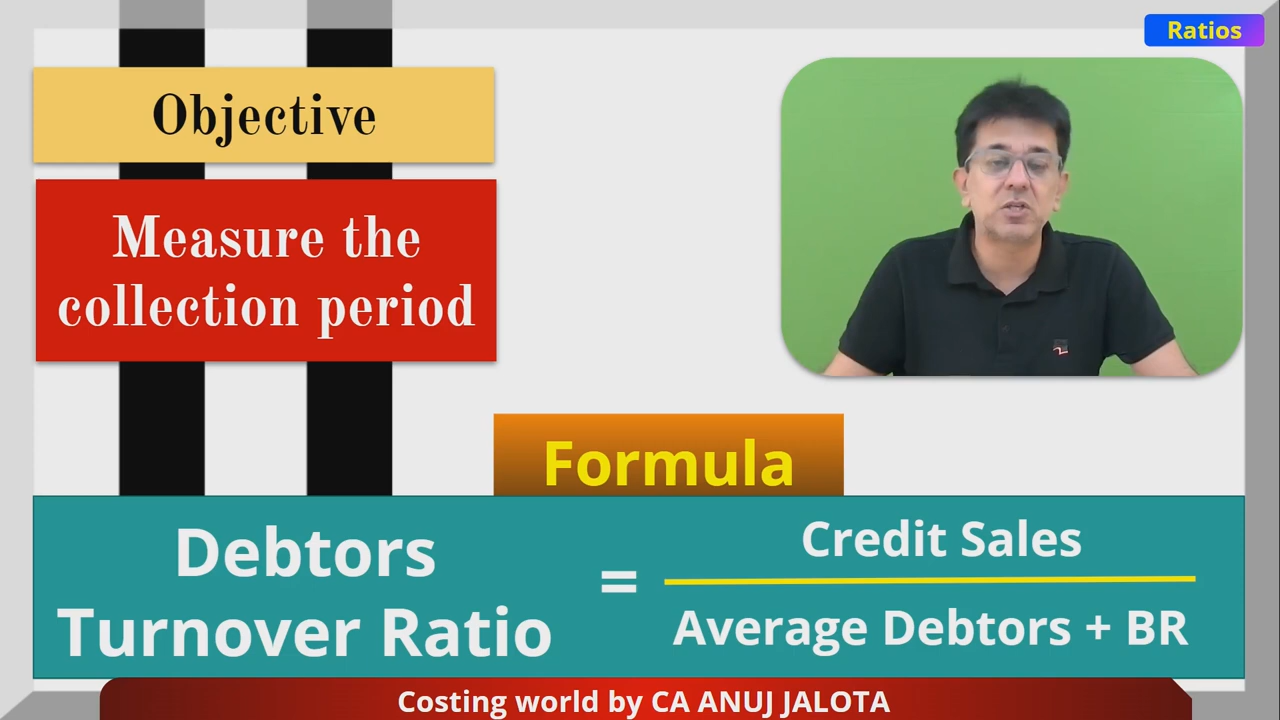 Ratios
Objective
Measure the
collection period
Formula
Debtors
Turnover Ratio
=
Credit Sales
Average Debtors + BR
Costing world by CA ANUJ JALOTA